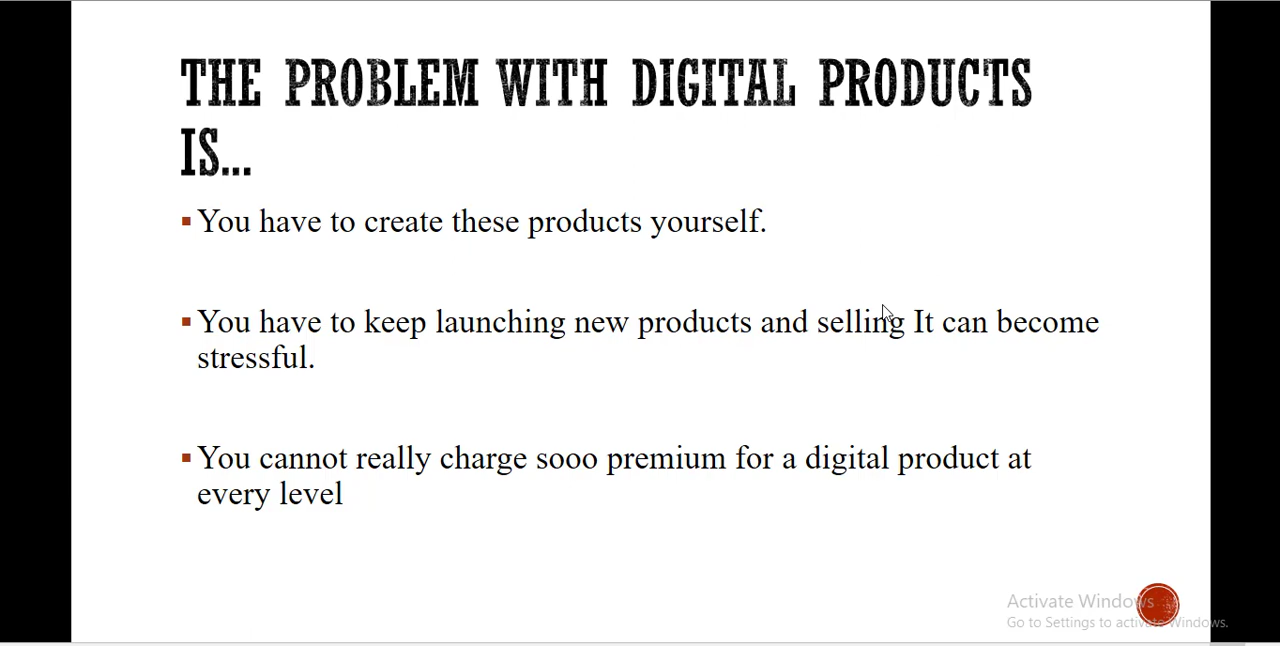 THE PROBLEM WITH DIGITAL PRODUCTS
IS...
▪ You have to create these products yourself.
▪ You have to keep launching new products and selling It can become
stressful.
▪ You cannot really charge sooo premium for a digital product at
every level
Activate Windows
Go to Settings to activate Windows.